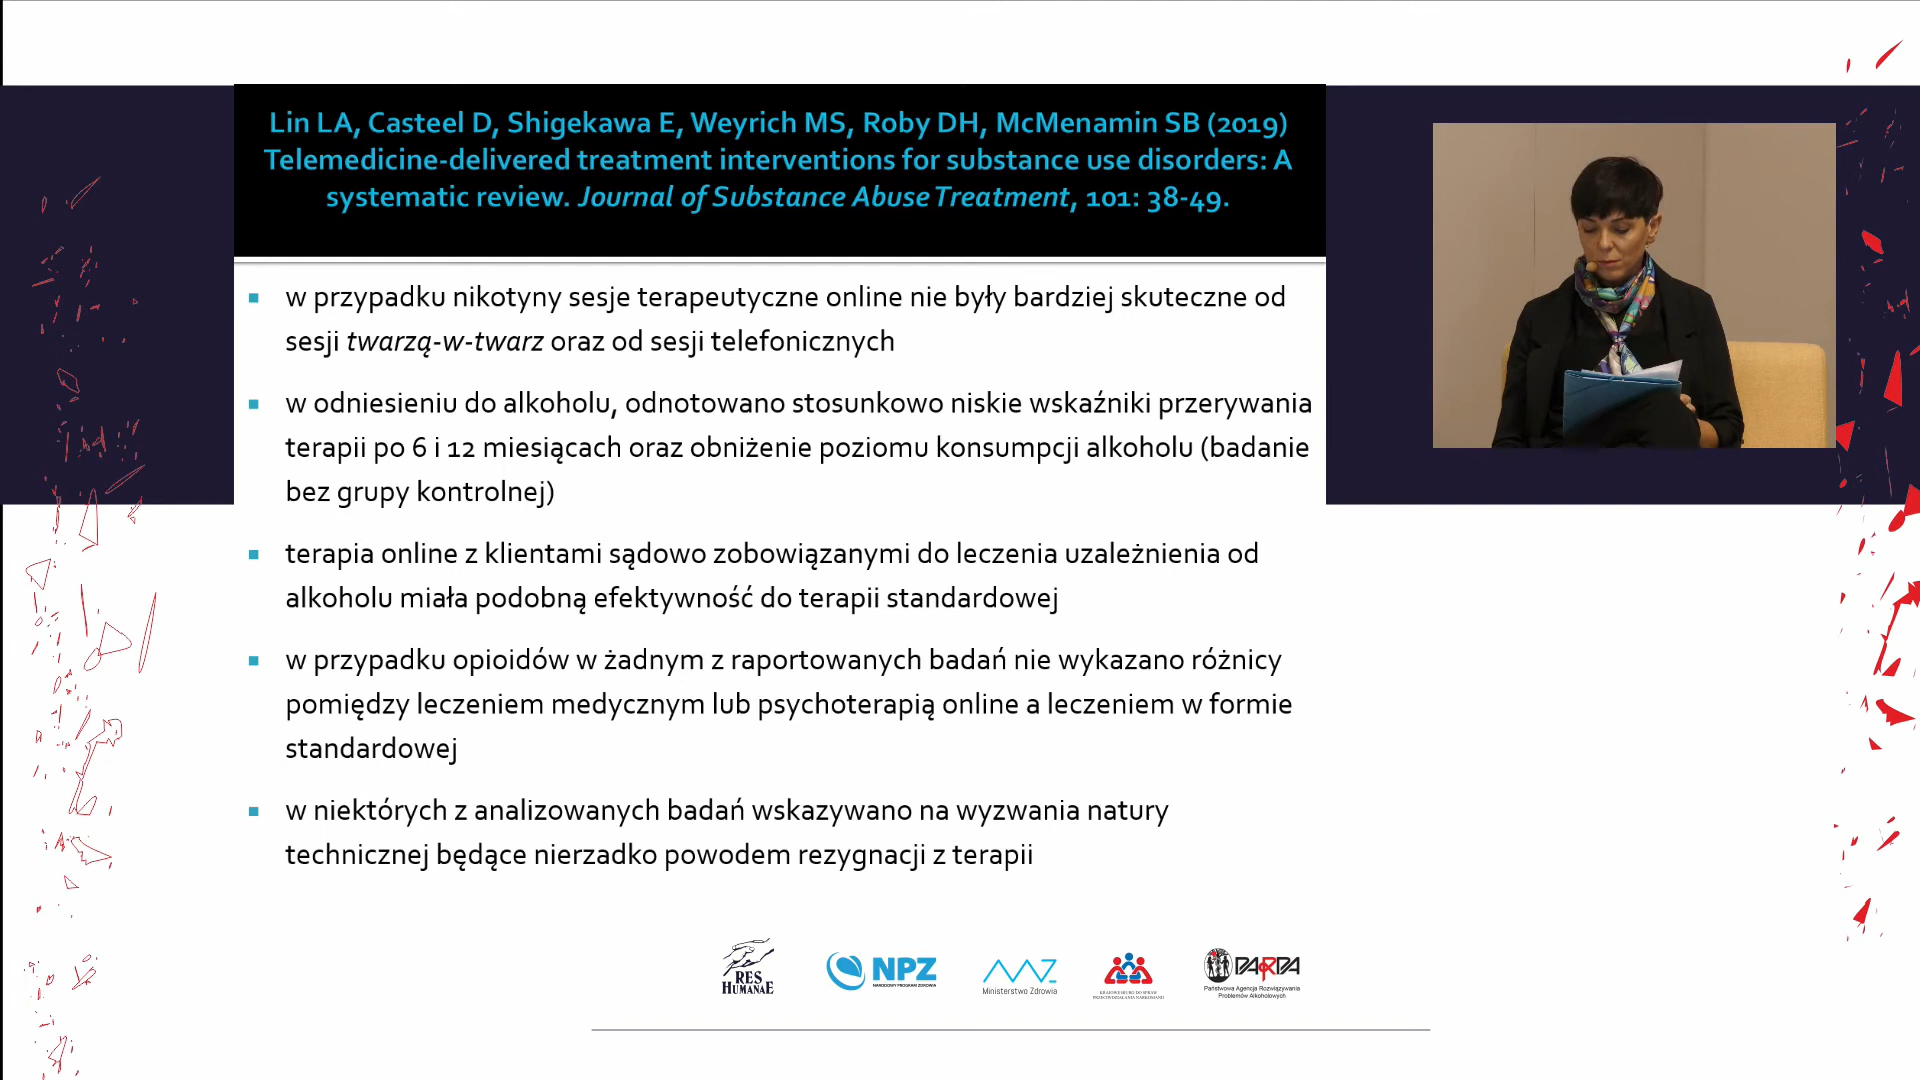 Lin LA, Casteel D, Shigekawa E, Weyrich MS, Roby DH, McMenamin SB (2019)
Telemedicine-delivered treatment interventions for substance use disorders: A
systematic review. Journal of Substance Abuse Treatment, 101: 38-49.
w przypadku nikotyny sesje terapeutyczne online nie były bardziej skuteczne od
sesji twarzą-w-twarz oraz od sesji telefonicznych
w odniesieniu do alkoholu, odnotowano stosunkowo niskie wskaźniki przerywania
terapii po 6 i 12 miesiącach oraz obniżenie poziomu konsumpcji alkoholu (badanie
bez grupy kontrolnej)
terapia online z klientami sądowo zobowiązanymi do leczenia uzależnienia od
alkoholu miała podobną efektywność do terapii standardowej
w przypadku opioidów w żadnym z raportowanych badań nie wykazano różnicy
pomiędzy leczeniem medycznym lub psychoterapią online a leczeniem w formie
standardowej
w niektórych z analizowanych badań wskazywano na wyzwania natury
technicznej będące nierzadko powodem rezygnacji z terapii
RES
HUMANAE
NPZ
NARODOWY PROGRAM ZDROWIA
Ministerstwo Zdrowia
KRAJOWE BIURO DO SPRAW
PRZECIWDZIAŁANIA NARKOMANII
PARPA
Państwowa Agencja Rozwiązywania
Problemów Alkoholowych